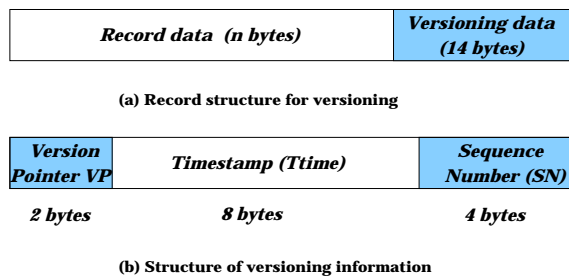 Record data (n bytes)
Versioning data
(14 bytes)
(a) Record structure for versioning
Version
Pointer VP
Timestamp (Ttime)
Sequence
Number (SN)
2 bytes
8 bytes
4 bytes
(b) Structure of versioning information